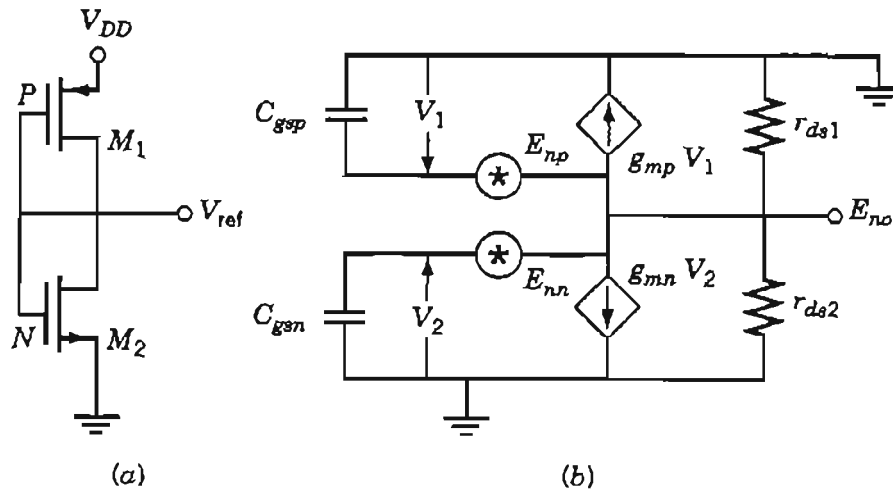 V_DD
P
M_1
V_ref
N
M_2
(a)
C_gsp
V_1
E_np
g_mp V_1
r_ds1
E_no
C_gsn
V_2
E_nn
g_mn V_2
r_ds2
(b)